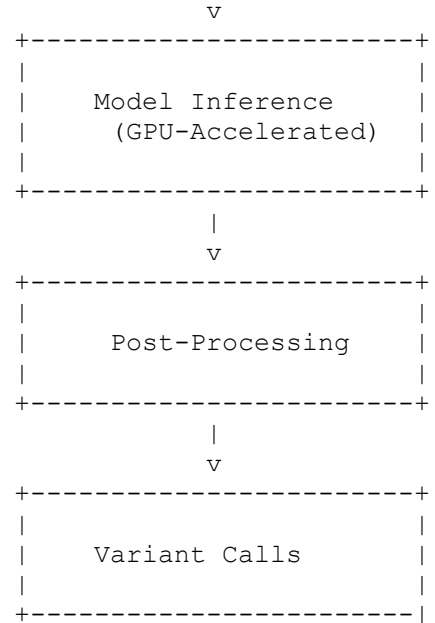 v
+-------------------------+
|                         |
|    Model Inference      |
|     (GPU-Accelerated)   |
|                         |
+-------------------------+
            |
            v
+-------------------------+
|                         |
|     Post-Processing     |
|                         |
+-------------------------+
            |
            v
+-------------------------+
|                         |
|    Variant Calls        |
|                         |
+-------------------------|